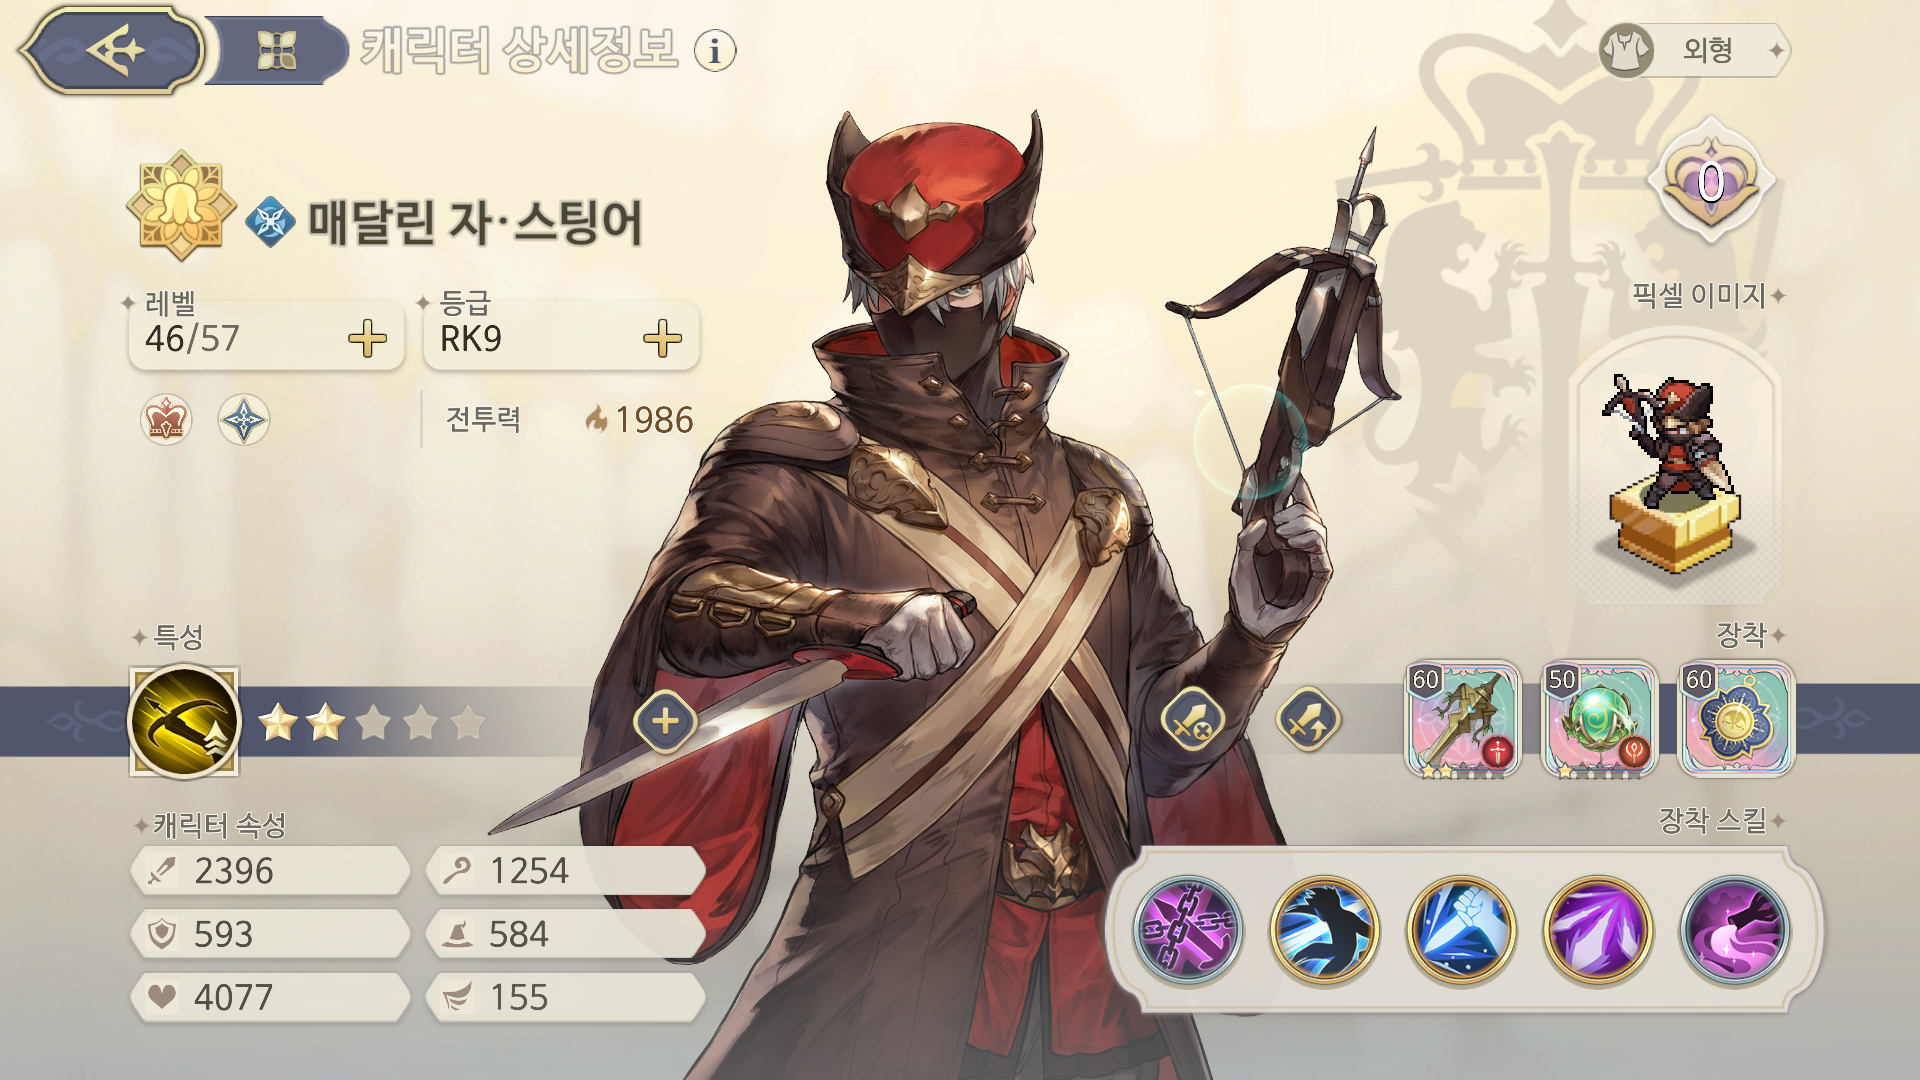 캐릭터 상세정보 i
외형
매달린 자·스팅어
0
레벨
46/57
등급
RK9
픽셀 이미지
전투력 1986
특성
장착
60
50
60
캐릭터 속성
장착 스킬
2396 1254
593 584
4077 155